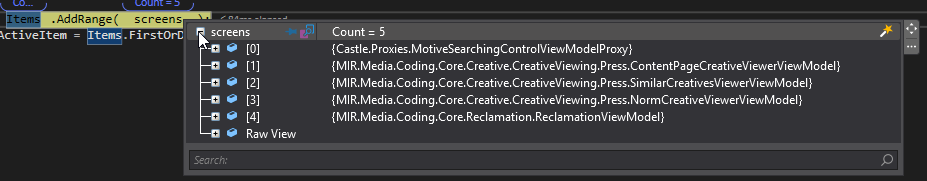 Co... Count = 5
Items .AddRange( screens );
ActiveItem = Items.FirstOrD
screens Count = 5
[0] {Castle.Proxies.MotiveSearchingControlViewModelProxy}
[1] {MIR.Media.Coding.Core.Creative.CreativeViewing.Press.ContentPageCreativeViewerViewModel}
[2] {MIR.Media.Coding.Core.Creative.CreativeViewing.Press.SimilarCreativesViewerViewModel}
[3] {MIR.Media.Coding.Core.Creative.CreativeViewing.Press.NormCreativeViewerViewModel}
[4] {MIR.Media.Coding.Core.Reclamation.ReclamationViewModel}
Raw View
Search: